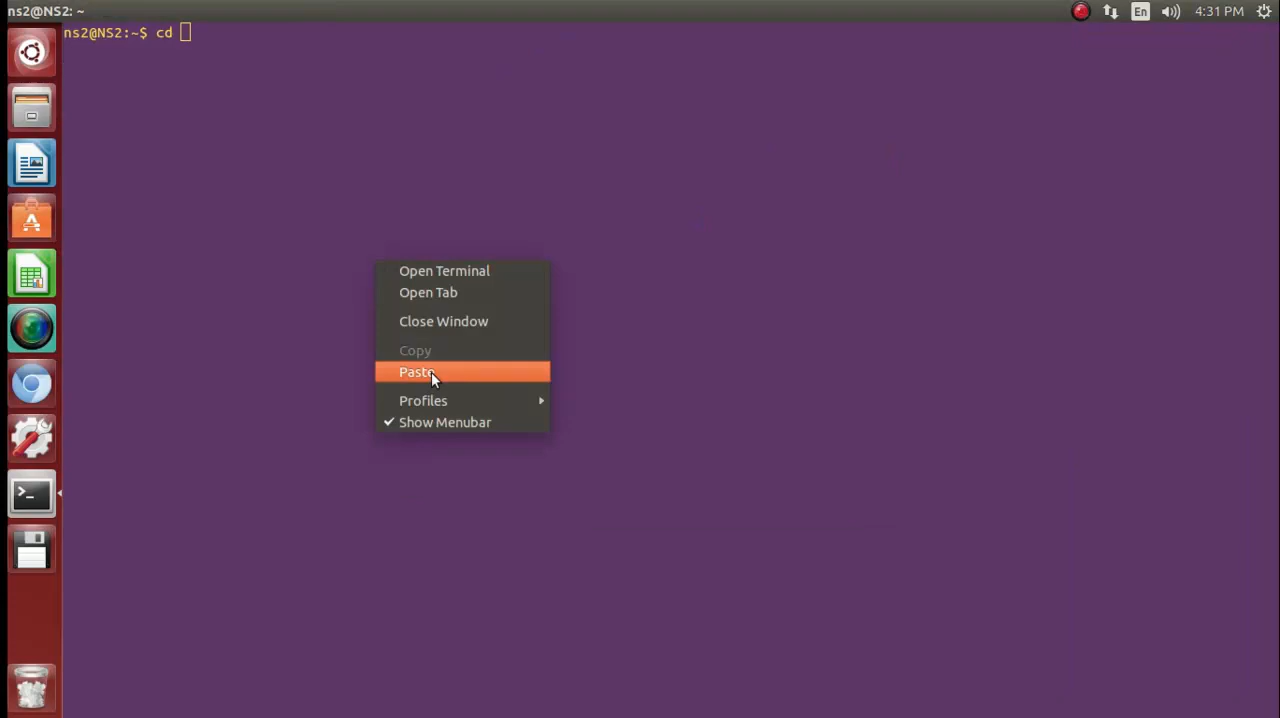 ns2@NS2: ~
En
4:31 PM
ns2@NS2:~$ cd
Open Terminal
Open Tab
Close Window
Copy
Paste
Profiles
Show Menubar
>_